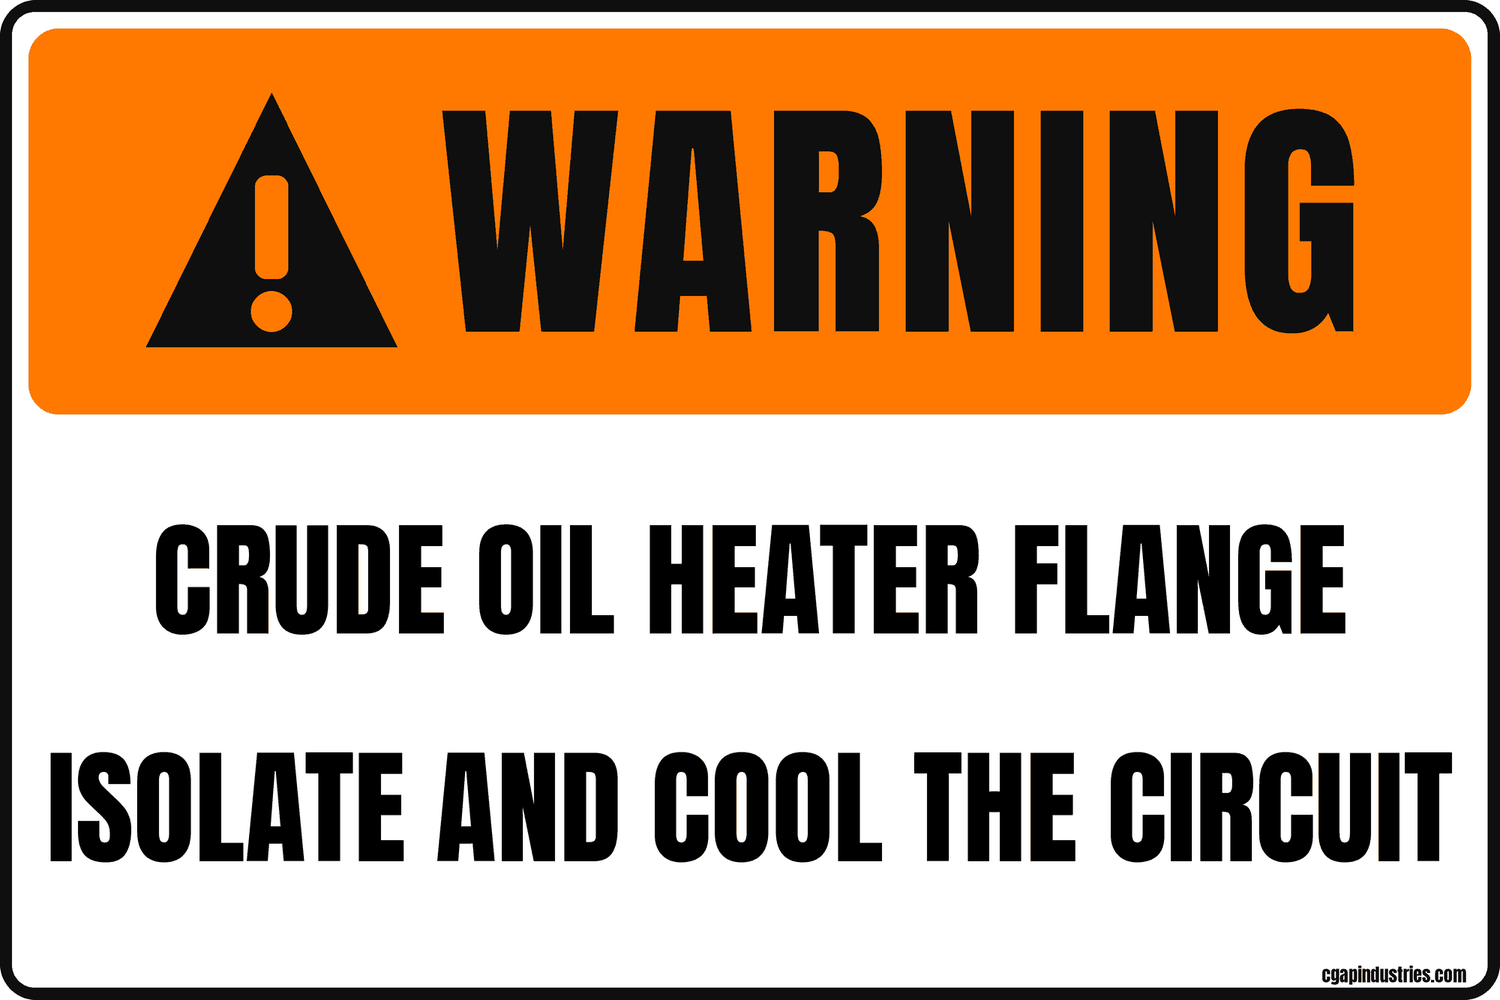 WARNING
CRUDE OIL HEATER FLANGE
ISOLATE AND COOL THE CIRCUIT
cgapindustries.com